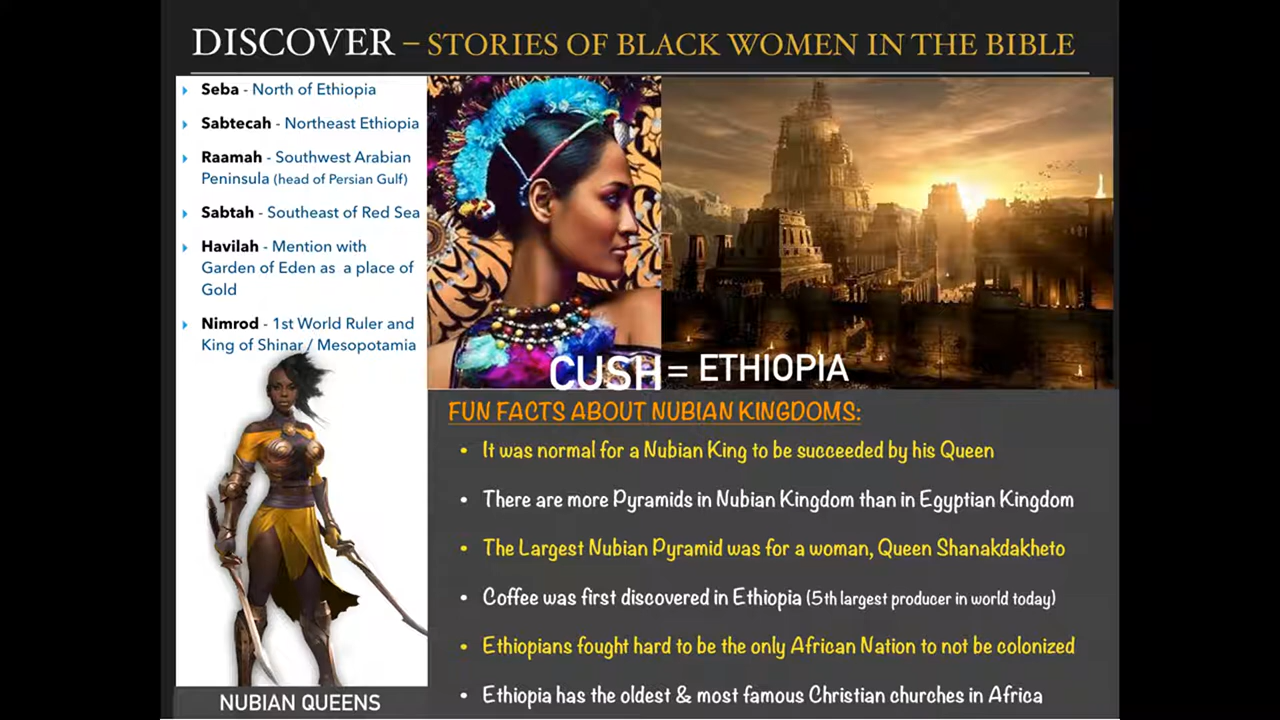 DISCOVER – STORIES OF BLACK WOMEN IN THE BIBLE
Seba - North of Ethiopia
Sabtecah - Northeast Ethiopia
Raamah - Southwest Arabian
Peninsula (head of Persian Gulf)
Sabtah - Southeast of Red Sea
Havilah - Mention with
Garden of Eden as a place of
Gold
Nimrod - 1st World Ruler and
King of Shinar / Mesopotamia
NUBIAN QUEENS
CUSH = ETHIOPIA
FUN FACTS ABOUT NUBIAN KINGDOMS:
• It was normal for a Nubian King to be succeeded by his Queen
• There are more Pyramids in Nubian Kingdom than in Egyptian Kingdom
• The Largest Nubian Pyramid was for a woman, Queen Shanakdakheto
• Coffee was first discovered in Ethiopia (5th largest producer in world today)
• Ethiopians fought hard to be the only African Nation to not be colonized
• Ethiopia has the oldest & most famous Christian churches in Africa